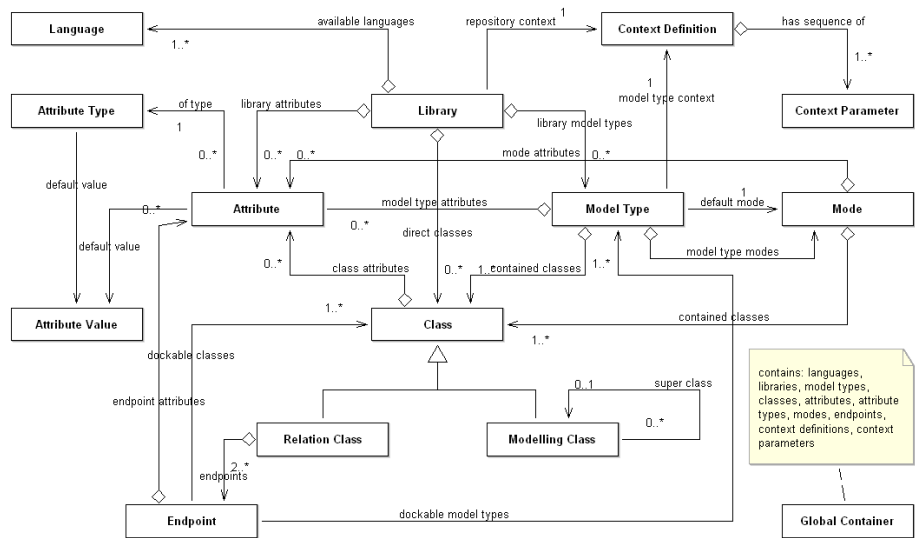 available languages
repository context
1
has sequence of
Language
Context Definition
1..*
1..*
1
model type context
Attribute Type
of type
library attributes
Library
library model types
Context Parameter
1
0..*
0..*
0..*
mode attributes
0..*
default value
0..*
Attribute
model type attributes
Model Type
1
default mode
Mode
0..*
direct classes
default value
model type modes
0..*
class attributes
0..*
1..*
contained classes
1..*
1..*
Attribute Value
Class
contained classes
1..*
dockable classes
contains: languages,
libraries, model types,
classes, attributes, attribute
types, modes, endpoints,
context definitions, context
parameters
endpoint attributes
0..1
super class
0..*
Relation Class
Modelling Class
2..*
endpoints
Endpoint
dockable model types
Global Container